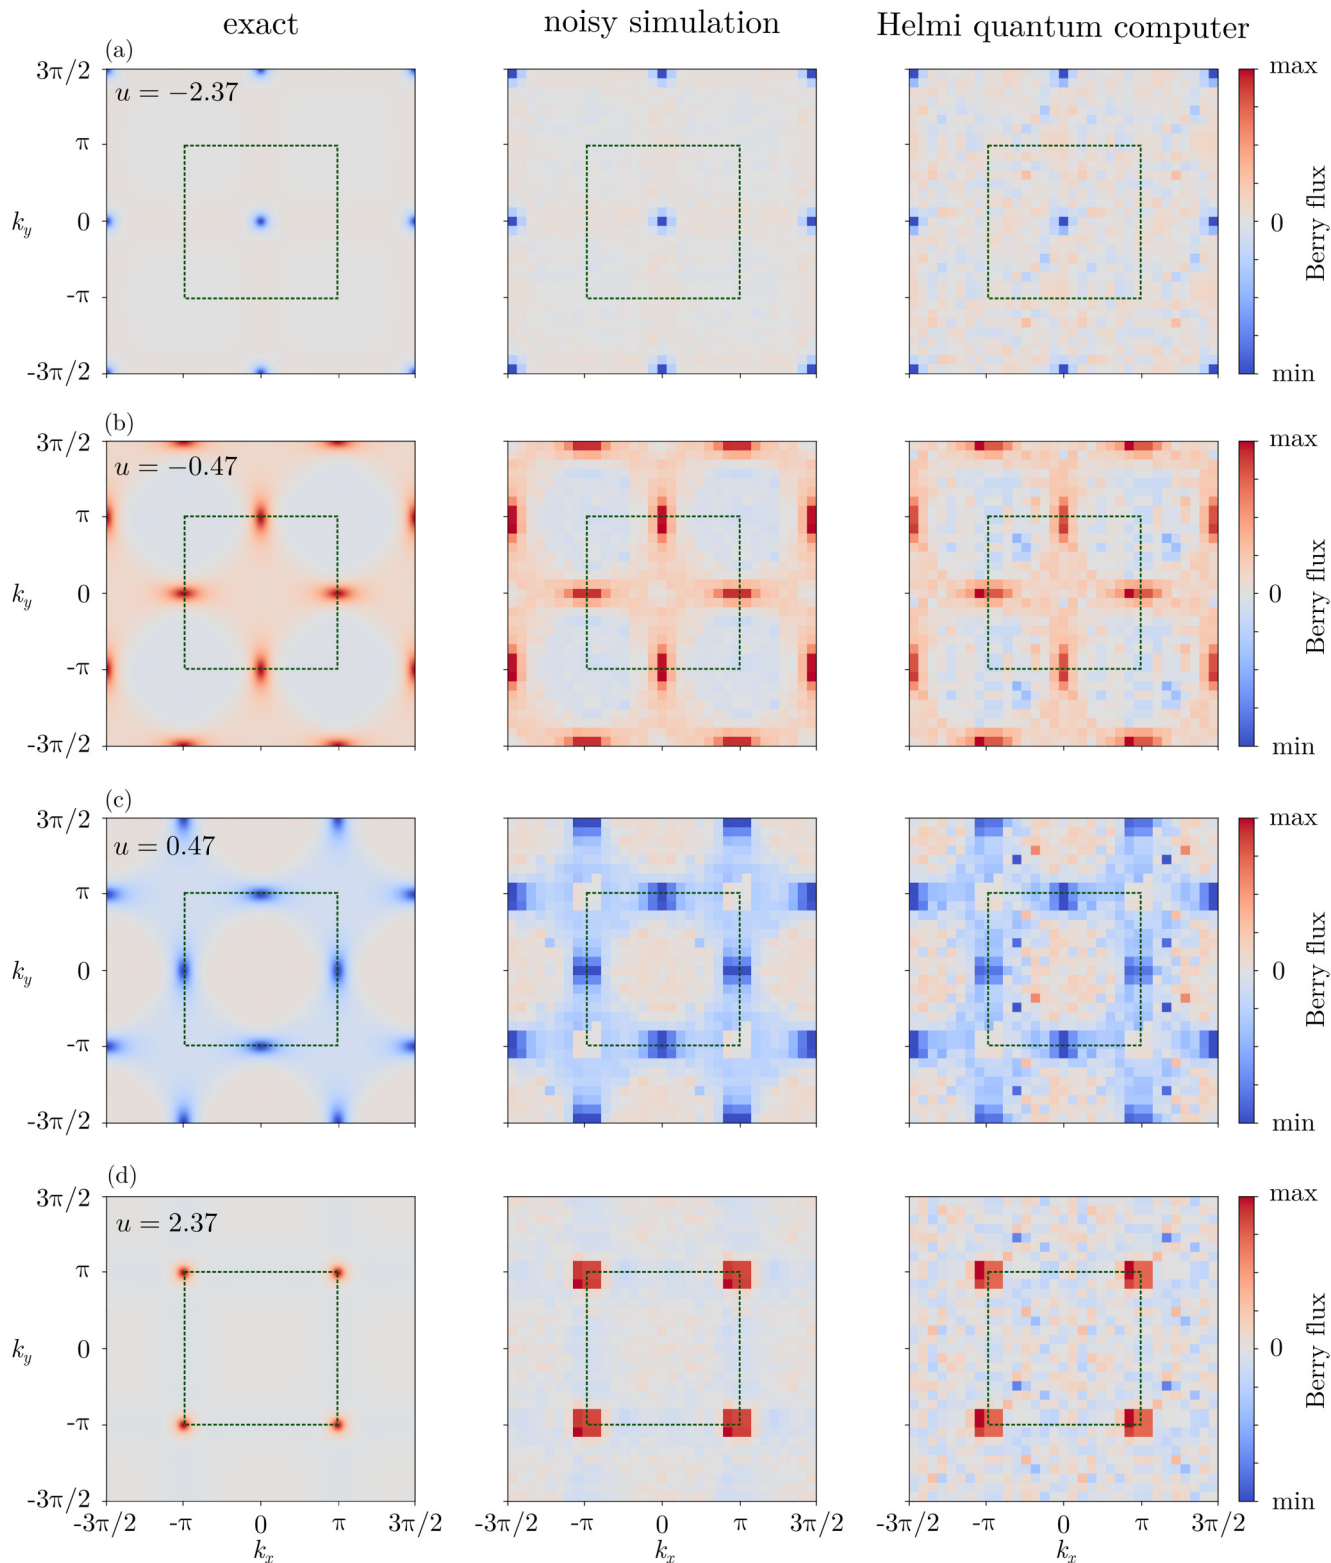 exact noisy simulation Helmi quantum computer
(a)
u = −2.37
3π/2
π
0
-π
-3π/2
k_y
max
0
min
Berry flux
(b)
u = −0.47
3π/2
π
0
-π
-3π/2
k_y
max
0
min
Berry flux
(c)
u = 0.47
3π/2
π
0
-π
-3π/2
k_y
max
0
min
Berry flux
(d)
u = 2.37
3π/2
π
0
-π
-3π/2
k_y
max
0
min
Berry flux
-3π/2 -π 0 π 3π/2
k_x
-3π/2 -π 0 π 3π/2
k_x
-3π/2 -π 0 π 3π/2
k_x